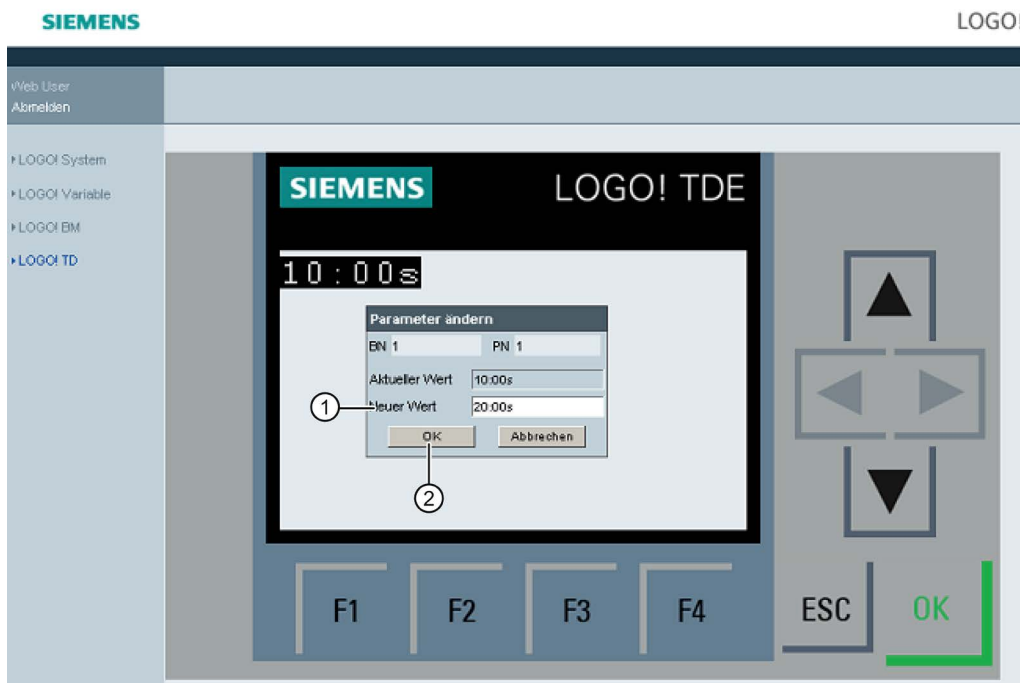 SIEMENS
LOGO!
Web User
Abmelden
LOGO! System
LOGO! Variable
LOGO! BM
LOGO! TD
SIEMENS
LOGO! TDE
10:00s
Parameter ändern
BN 1 PN 1
Aktueller Wert 10:00s
1 Neuer Wert 20:00s
OK Abbrechen
2
F1 F2 F3 F4 ESC OK